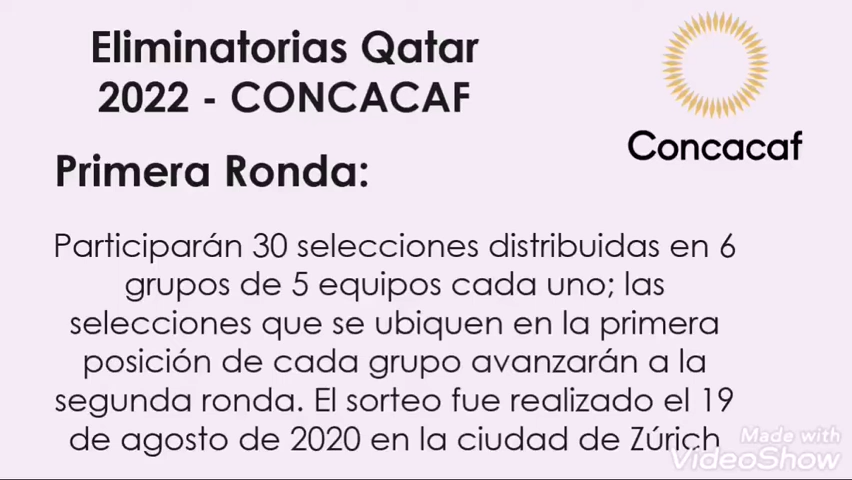 Eliminatorias Qatar
2022 - CONCACAF
Concacaf
Primera Ronda:
Participarán 30 selecciones distribuidas en 6
grupos de 5 equipos cada uno; las
selecciones que se ubiquen en la primera
posición de cada grupo avanzarán a la
segunda ronda. El sorteo fue realizado el 19
de agosto de 2020 en la ciudad de Zúrich
Made with
VideoShow